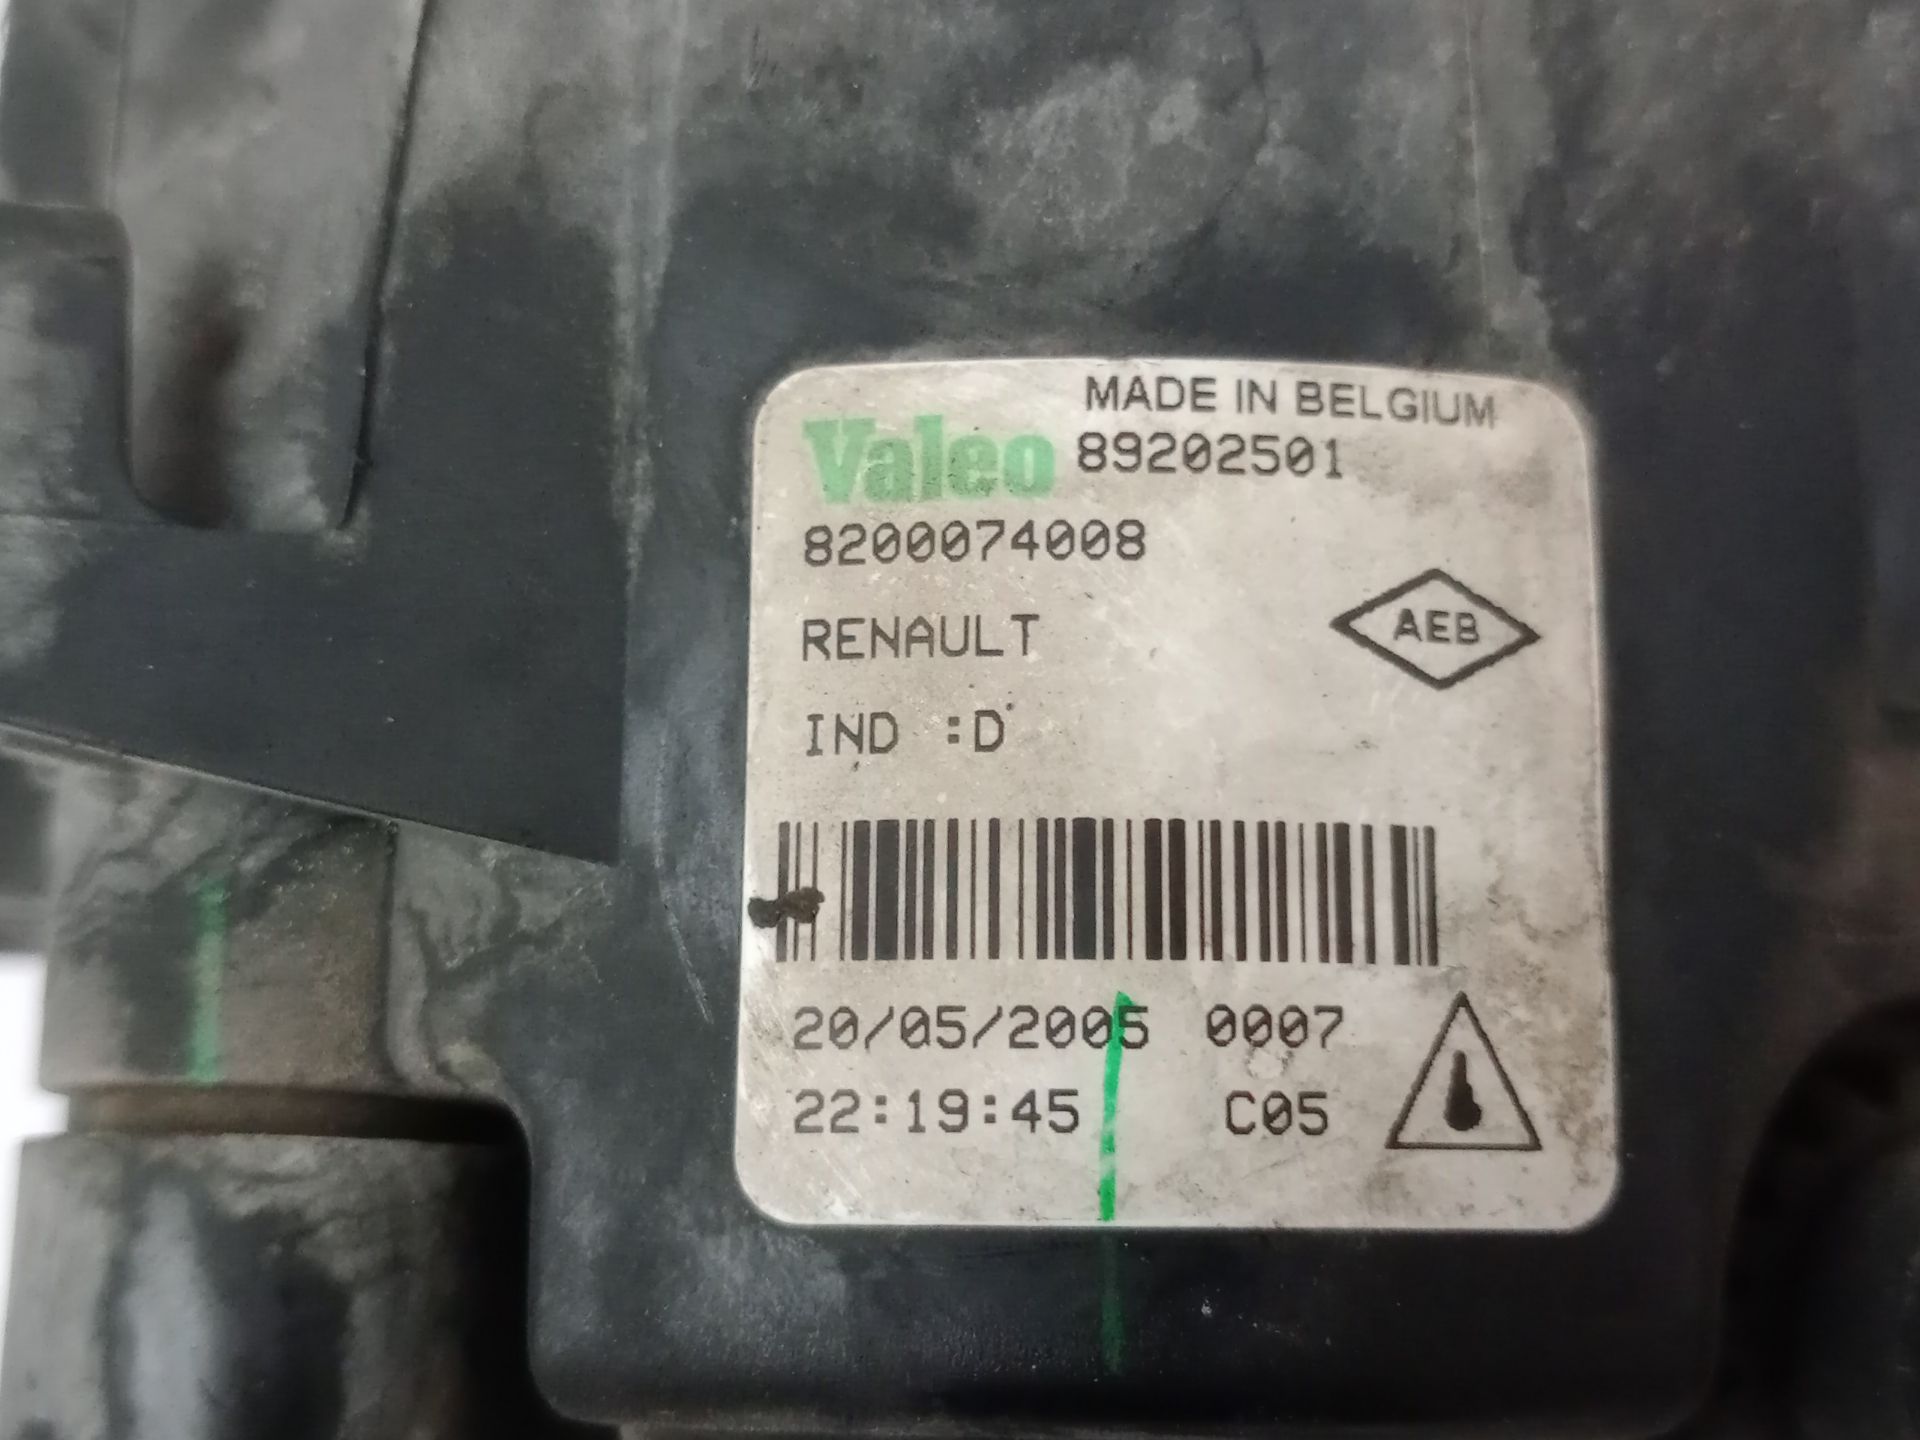 MADE IN BELGIUM
Valeo 89202501
8200074008
RENAULT
AEB
IND :D
20/05/2005 0007
22:19:45 C05